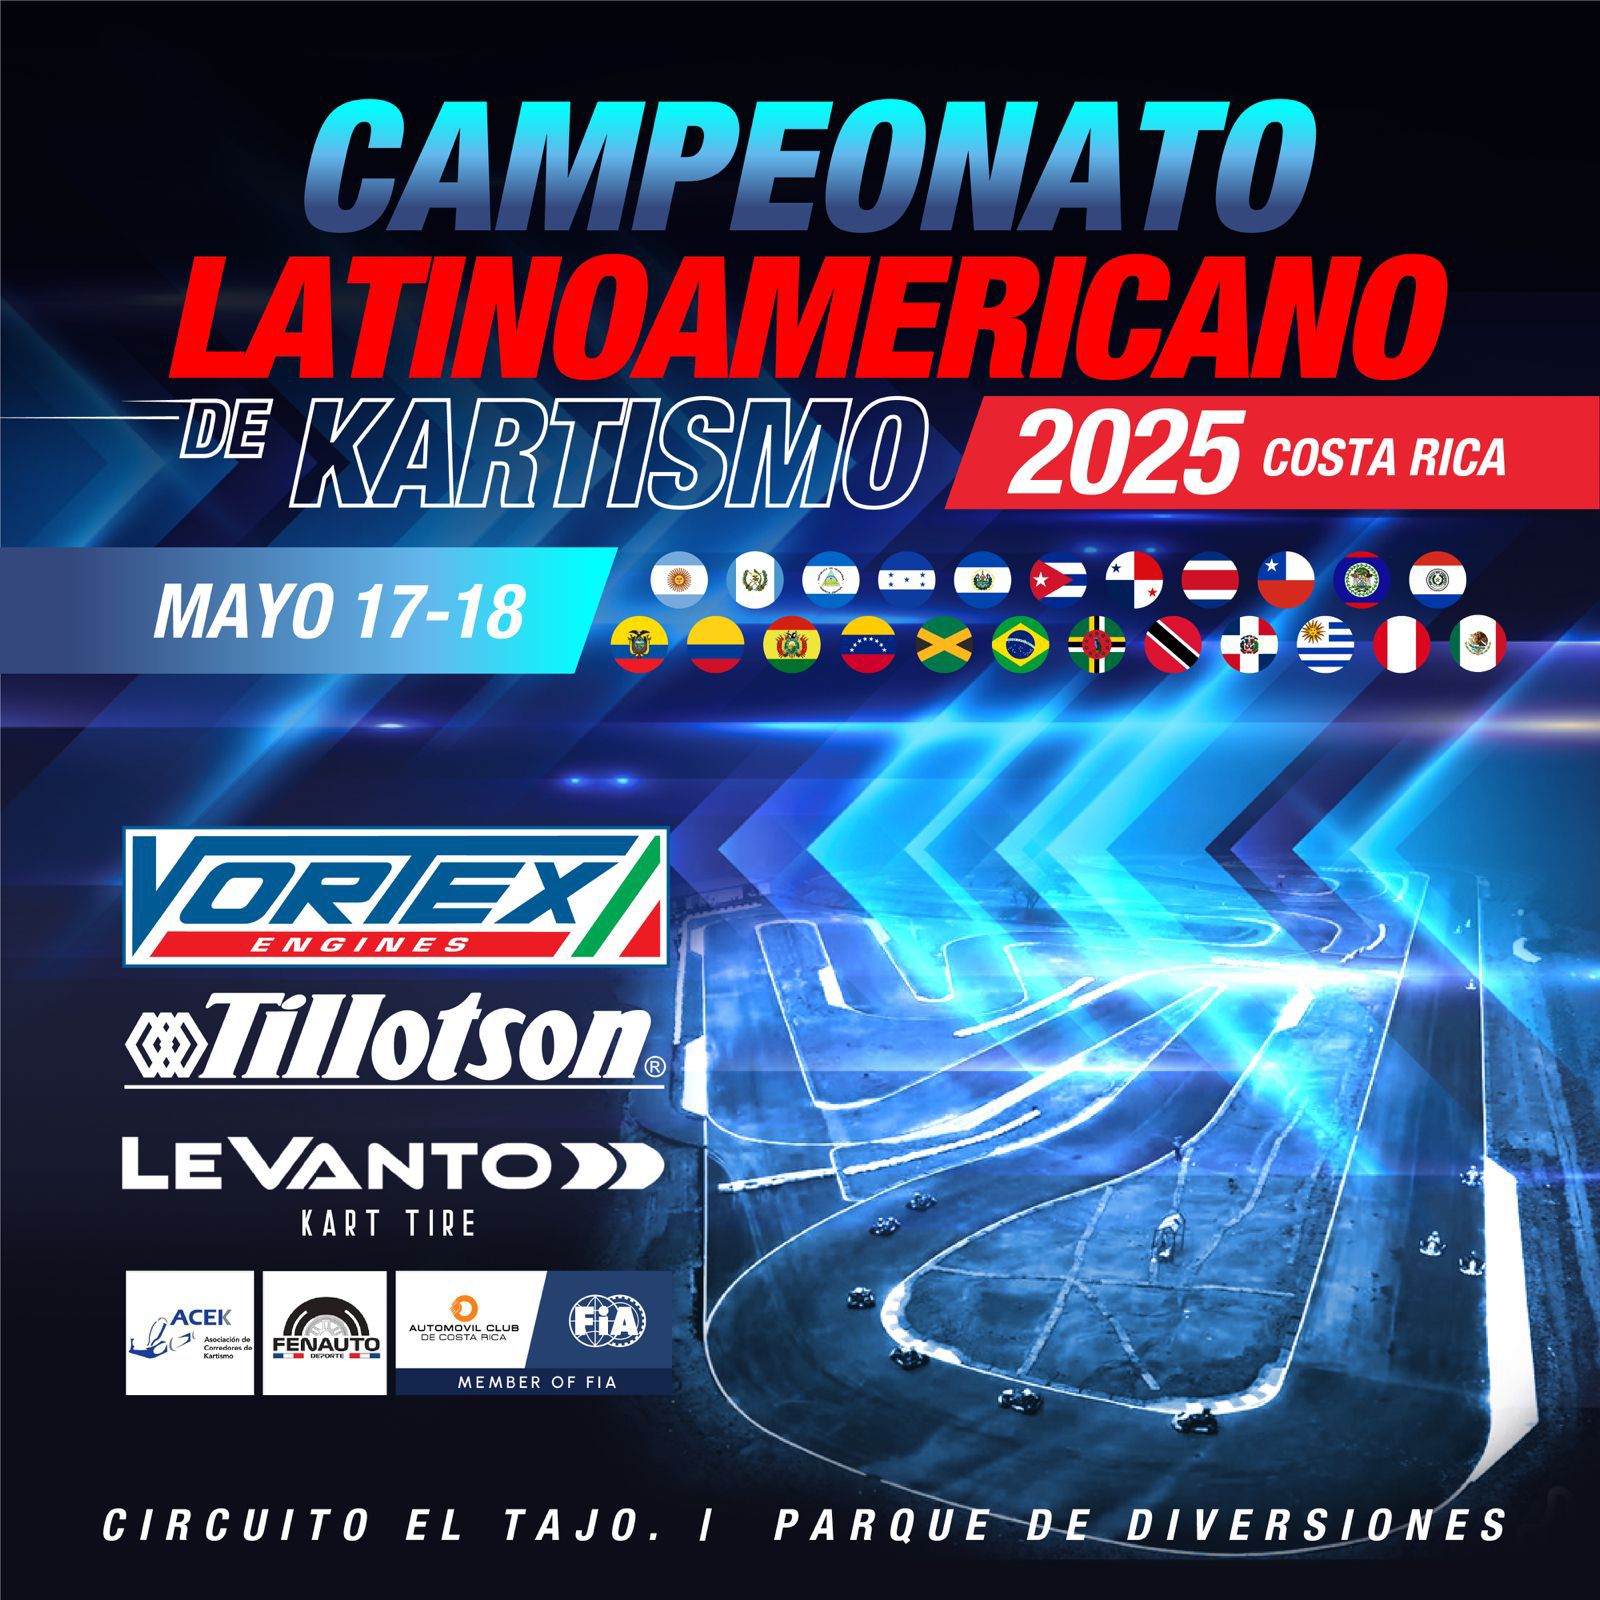 CAMPEONATO
LATINOAMERICANO
DE KARTISMO 2025 COSTA RICA
MAYO 17-18
VORTEX
ENGINES
Tillotson®
LEVANTO
KART TIRE
ACEK
Asociación de
Corredores de
Kartismo
FENAUTO
DEPORTE
AUTOMOVIL CLUB
DE COSTA RICA
FiA
MEMBER OF FIA
CIRCUITO EL TAJO. | PARQUE DE DIVERSIONES